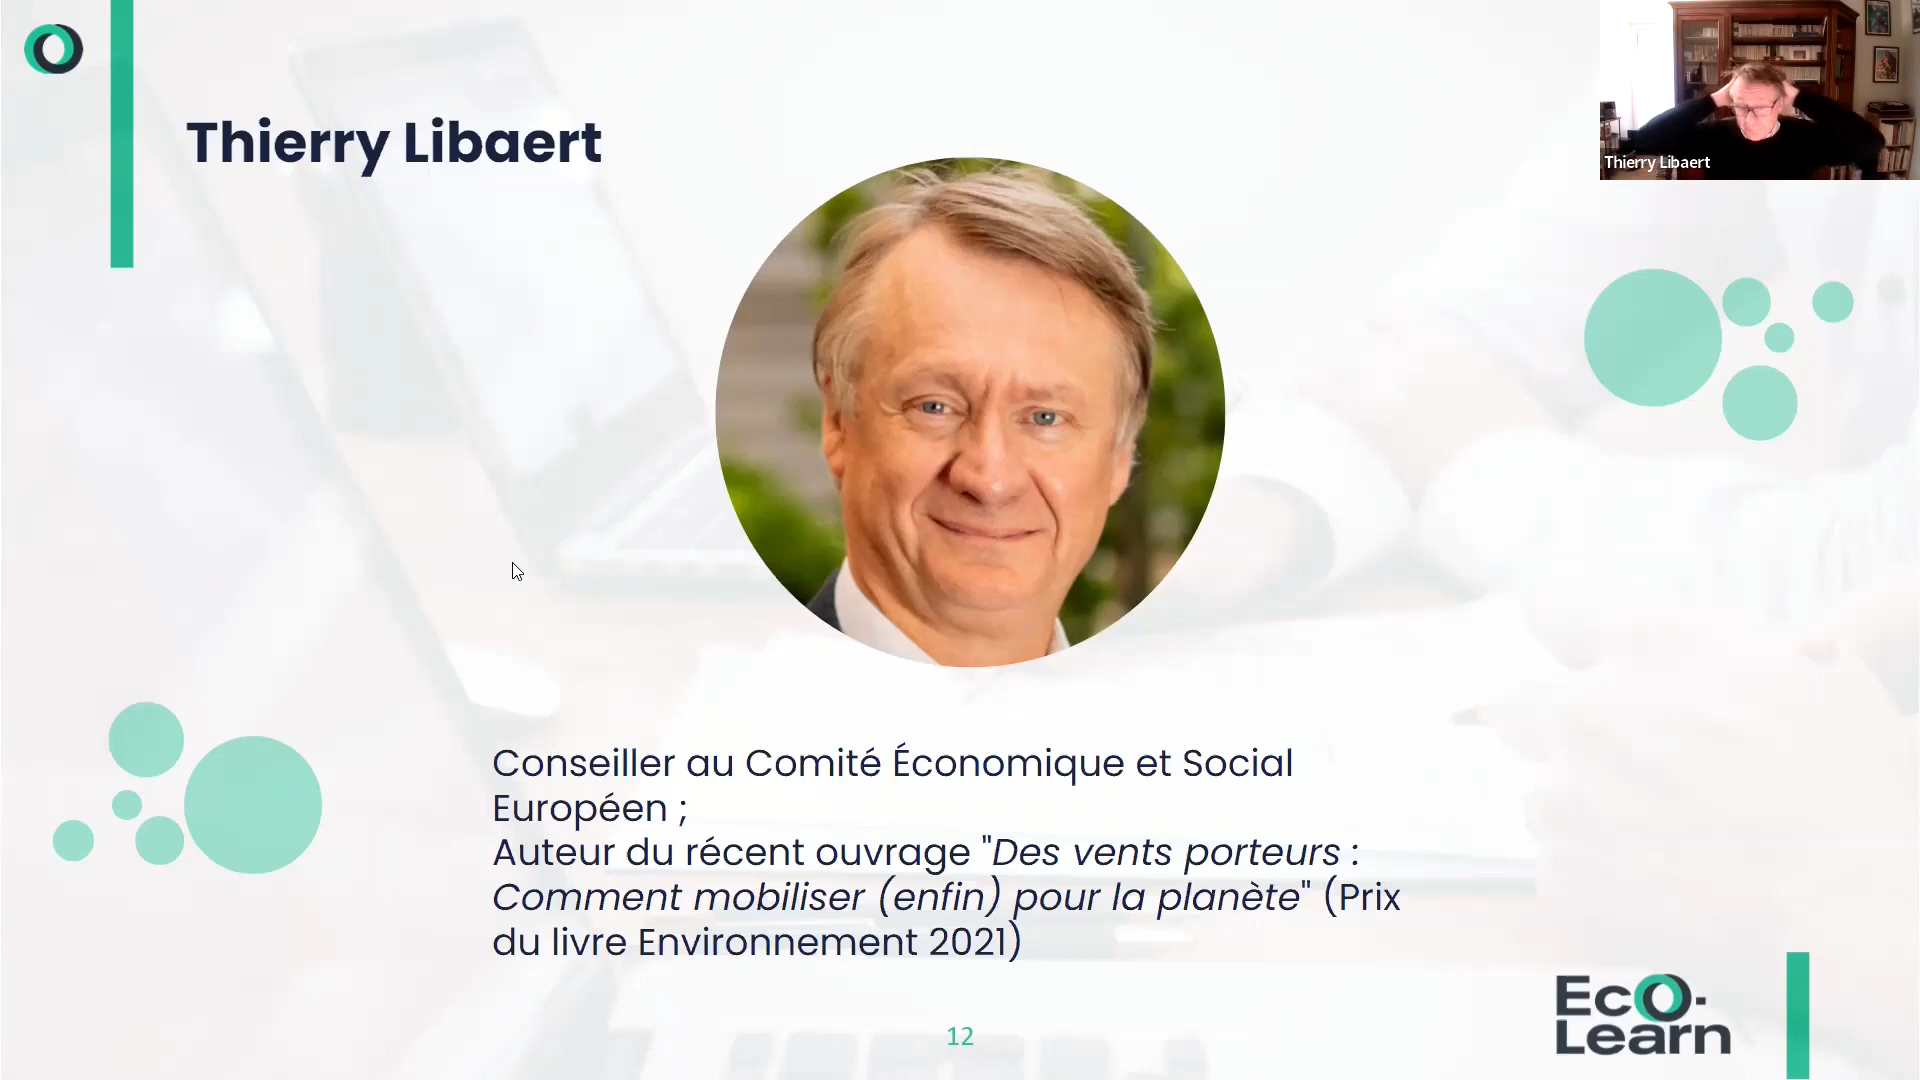 Thierry Libaert
Thierry Libaert
Conseiller au Comité Économique et Social
Européen ;
Auteur du récent ouvrage "Des vents porteurs :
Comment mobiliser (enfin) pour la planète" (Prix
du livre Environnement 2021)
12
EcO-
Learn